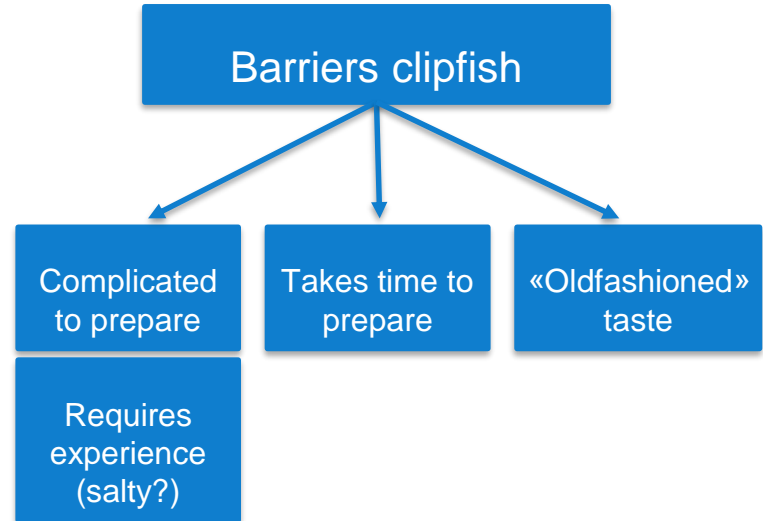 Barriers clipfish
Complicated
to prepare
Takes time to
prepare
«Oldfashioned»
taste
Requires
experience
(salty?)